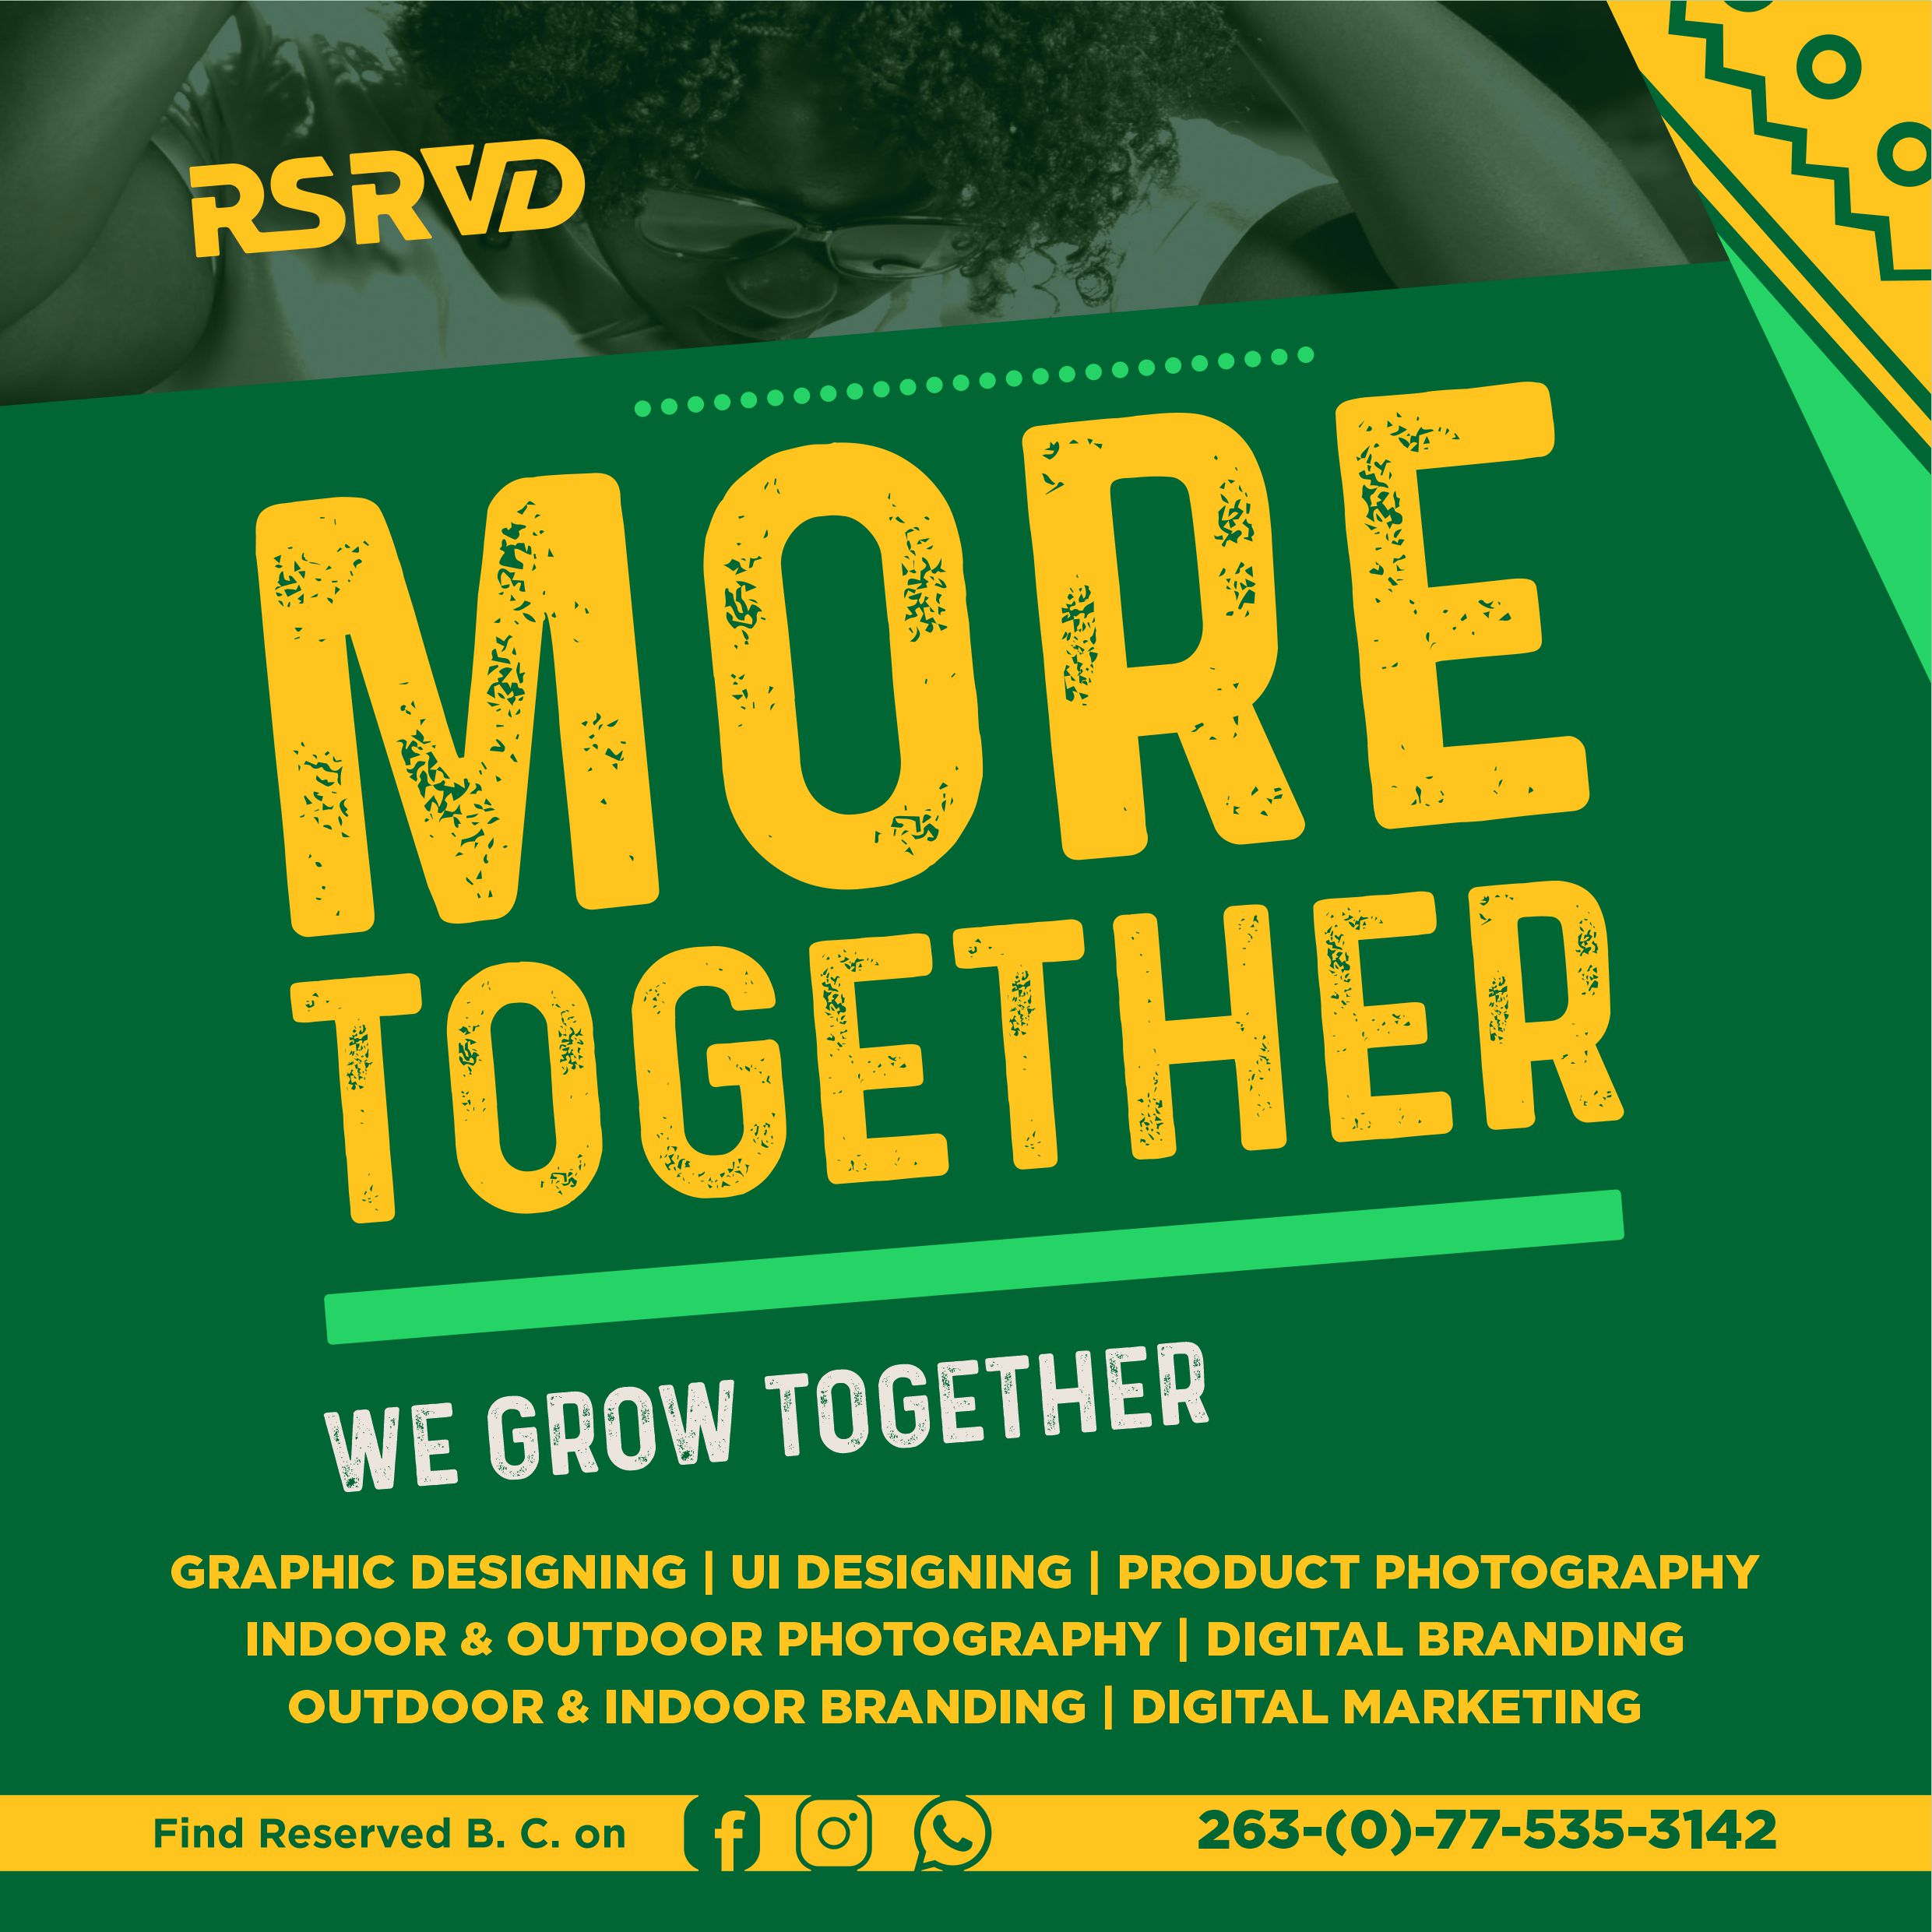 RSRVD
MORE
TOGETHER
WE GROW TOGETHER
GRAPHIC DESIGNING | UI DESIGNING | PRODUCT PHOTOGRAPHY
INDOOR & OUTDOOR PHOTOGRAPHY | DIGITAL BRANDING
OUTDOOR & INDOOR BRANDING | DIGITAL MARKETING
Find Reserved B. C. on 263-(0)-77-535-3142